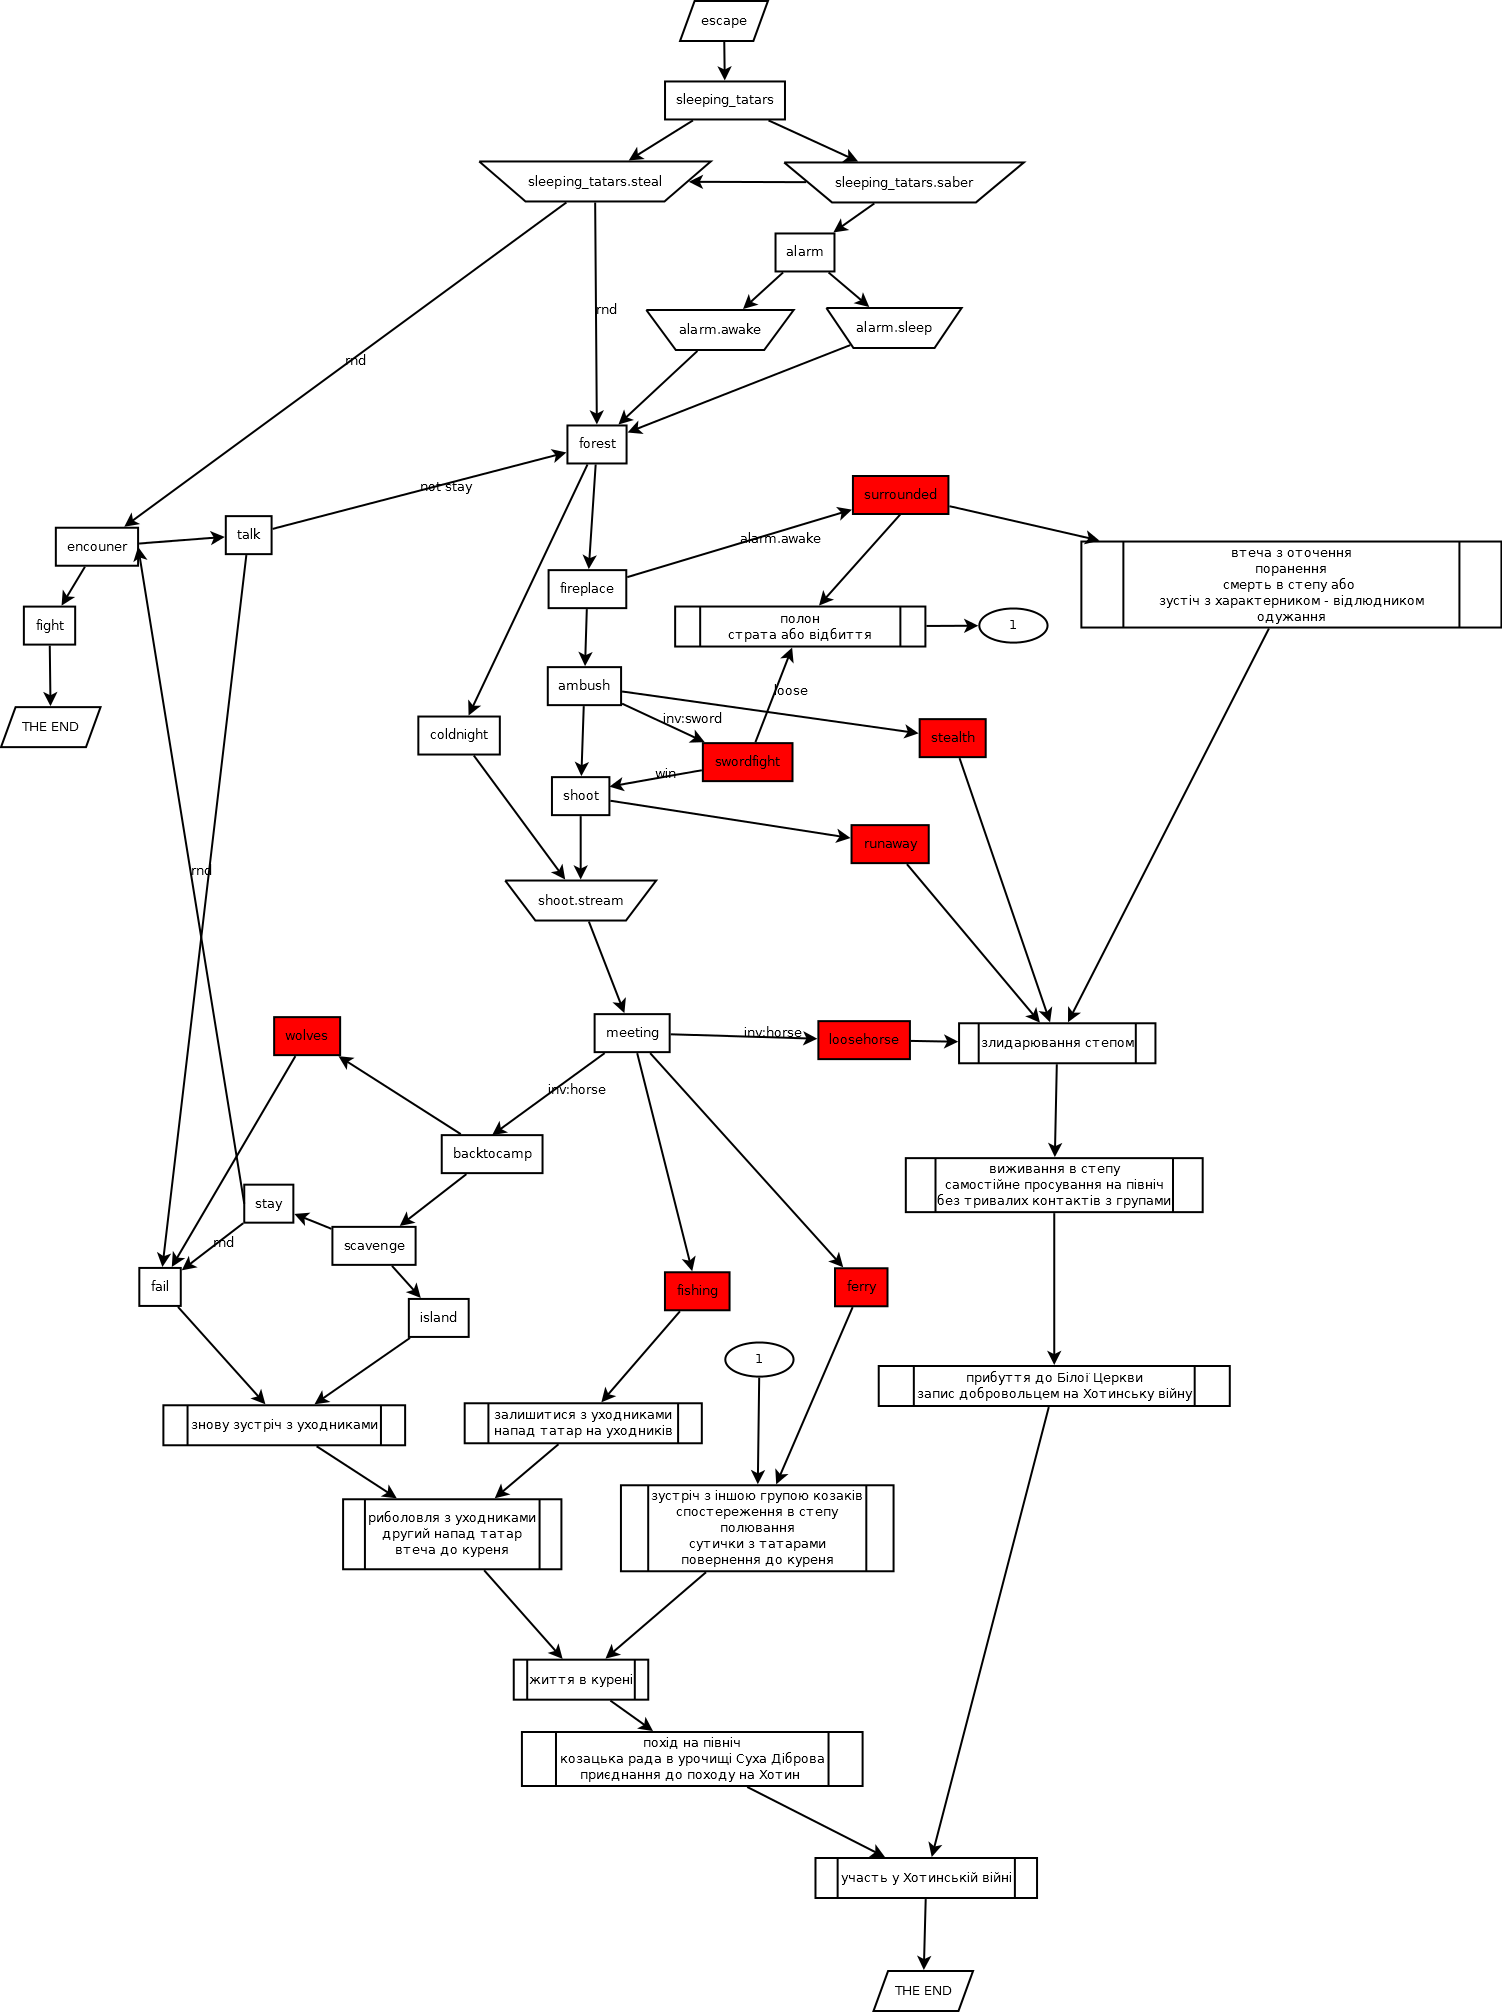 escape
sleeping_tatars
sleeping_tatars.steal
sleeping_tatars.saber
alarm
rnd
alarm.awake
alarm.sleep
rnd
forest
not stay
surrounded
encouner
talk
alarm.awake
втеча з оточення
поранення
смерть в степу або
зустіч з характерником - відлюдником
одужання
fireplace
fight
полон
страта або відбиття
1
ambush
loose
inv:sword
THE END
coldnight
stealth
swordfight
win
shoot
runaway
rnd
shoot.stream
wolves
meeting
inv:horse
loosehorse
злидарювання степом
inv:horse
backtocamp
виживання в степу
самостійне просування на північ
без тривалих контактів з групами
stay
rnd
scavenge
fail
fishing
ferry
island
1
прибуття до Білої Церкви
запис добровольцем на Хотинську війну
знову зустріч з уходниками
залишитися з уходниками
напад татар на уходників
риболовля з уходниками
другий напад татар
втеча до куреня
зустріч з іншою групою козаків
спостереження в степу
полювання
сутички з татарами
повернення до куреня
життя в курені
похід на північ
козацька рада в урочищі Суха Діброва
приєднання до походу на Хотин
участь у Хотинській війні
THE END